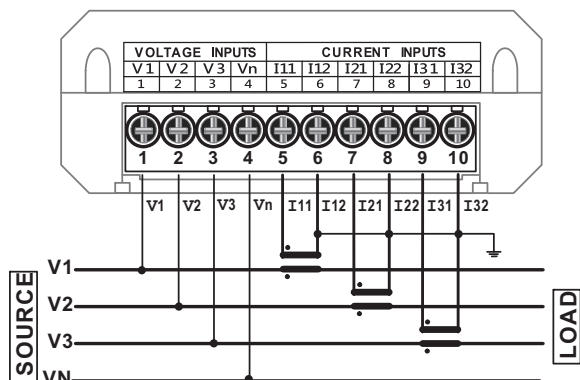 VOLTAGE INPUTS CURRENT INPUTS
V1 V2 V3 Vn I11 I12 I21 I22 I31 I32
1 2 3 4 5 6 7 8 9 10
1 2 3 4 5 6 7 8 9 10
V1 V2 V3 Vn I11 I12 I21 I22 I31 I32
SOURCE
V1
V2
V3
VN
LOAD